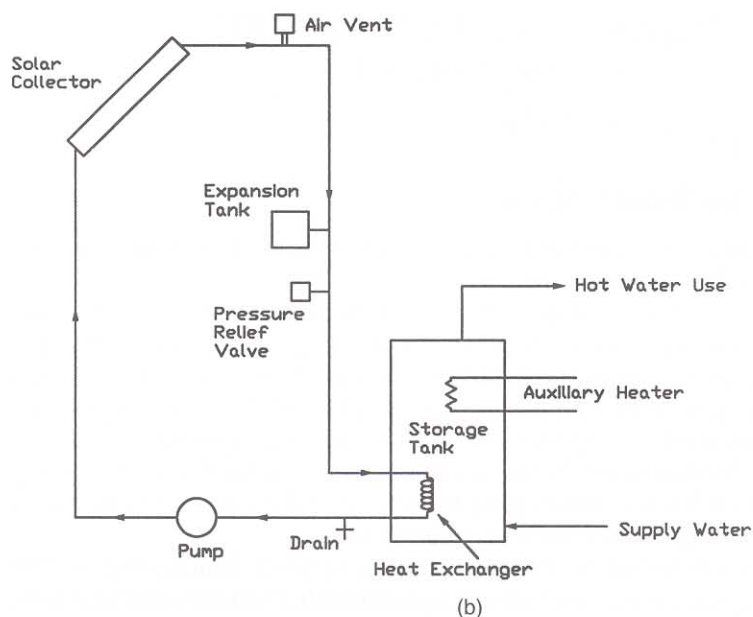 Air Vent
Solar
Collector
Expansion
Tank
Hot Water Use
Pressure
Relief
Valve
Auxiliary Heater
Storage
Tank
Supply Water
Drain
Pump
Heat Exchanger
(b)